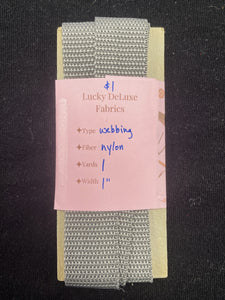 $1
Lucky DeLuxe
Fabrics
✦Type webbing
✦Fiber: nylon
✦Yards: 1
✦Width: 1"